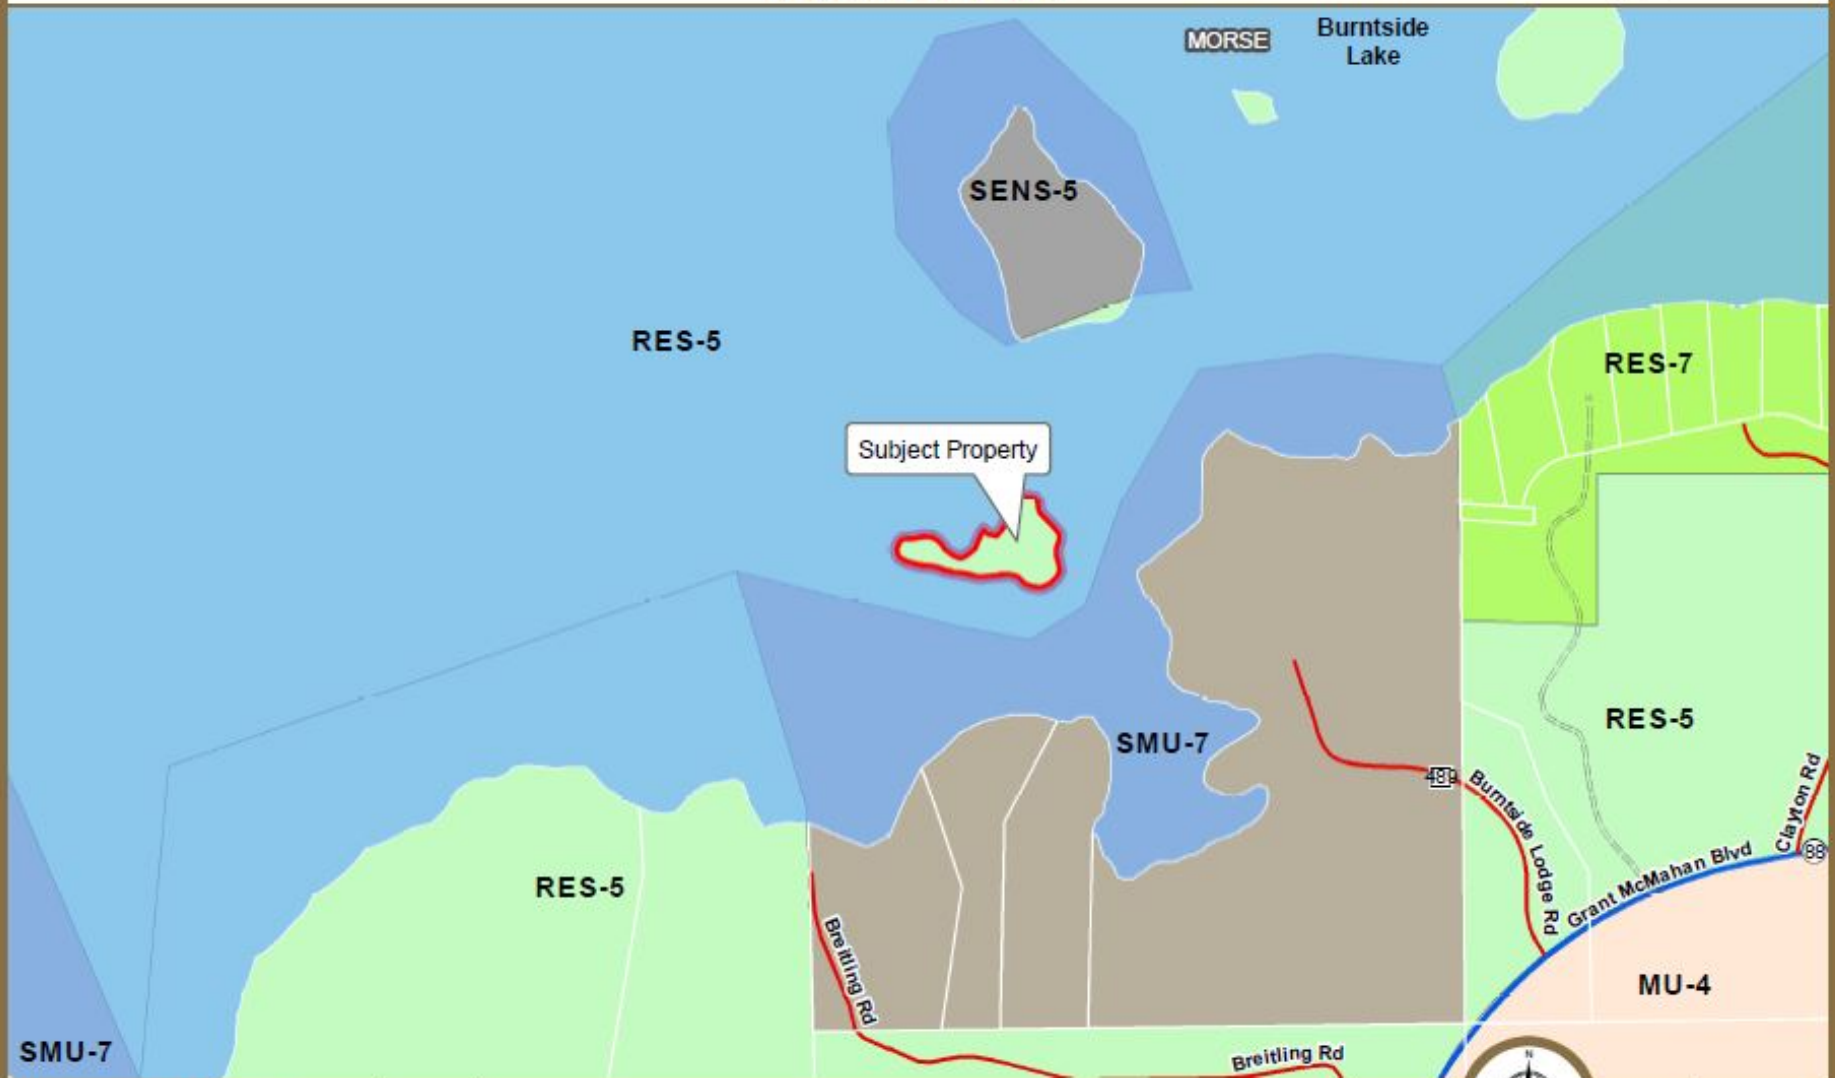 MORSE
Burntside
Lake
SENS-5
RES-5
RES-7
Subject Property
RES-5
SMU-7
489
Burntside Lodge Rd
Clayton Rd
88
Grant McMahan Blvd
RES-5
Breitling Rd
MU-4
SMU-7
Breitling Rd
N